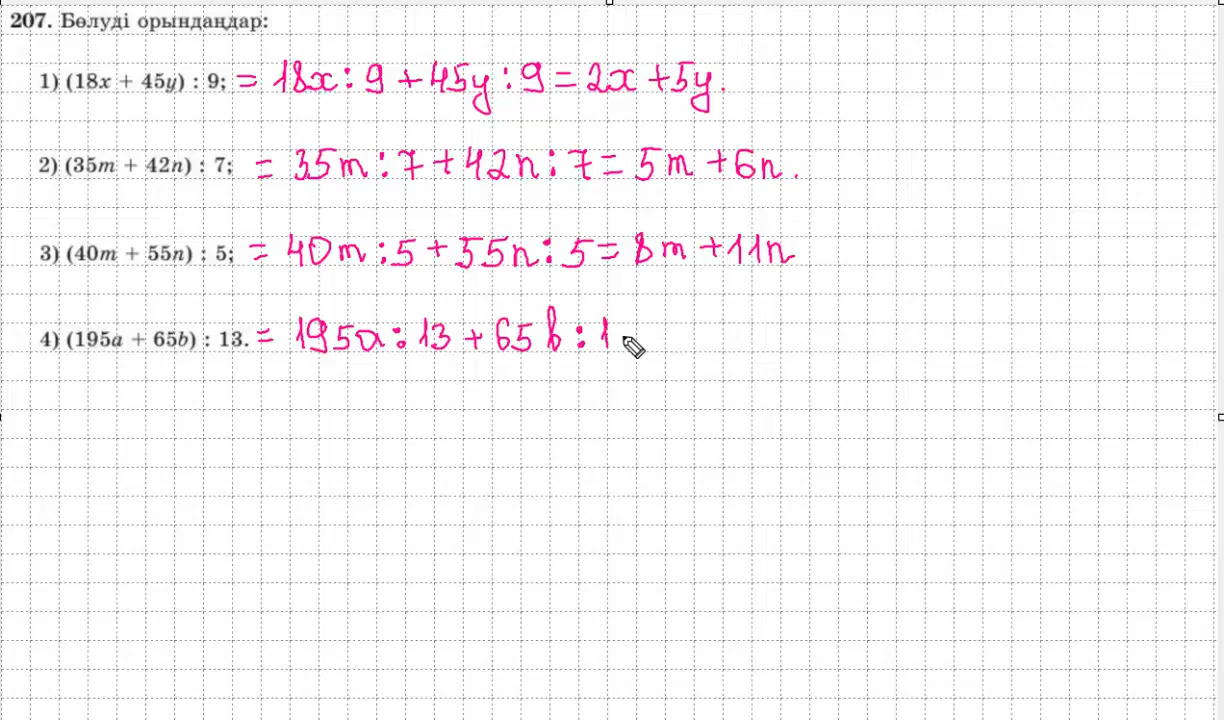 207. Бөлуді орындаңдар:
1) (18x + 45y) : 9; = 18x : 9 + 45y : 9 = 2x + 5y.
2) (35m + 42n) : 7; = 35m : 7 + 42n : 7 = 5m + 6n.
3) (40m + 55n) : 5; = 40m : 5 + 55n : 5 = 8m + 11n
4) (195a + 65b) : 13. = 195a : 13 + 65b : 1